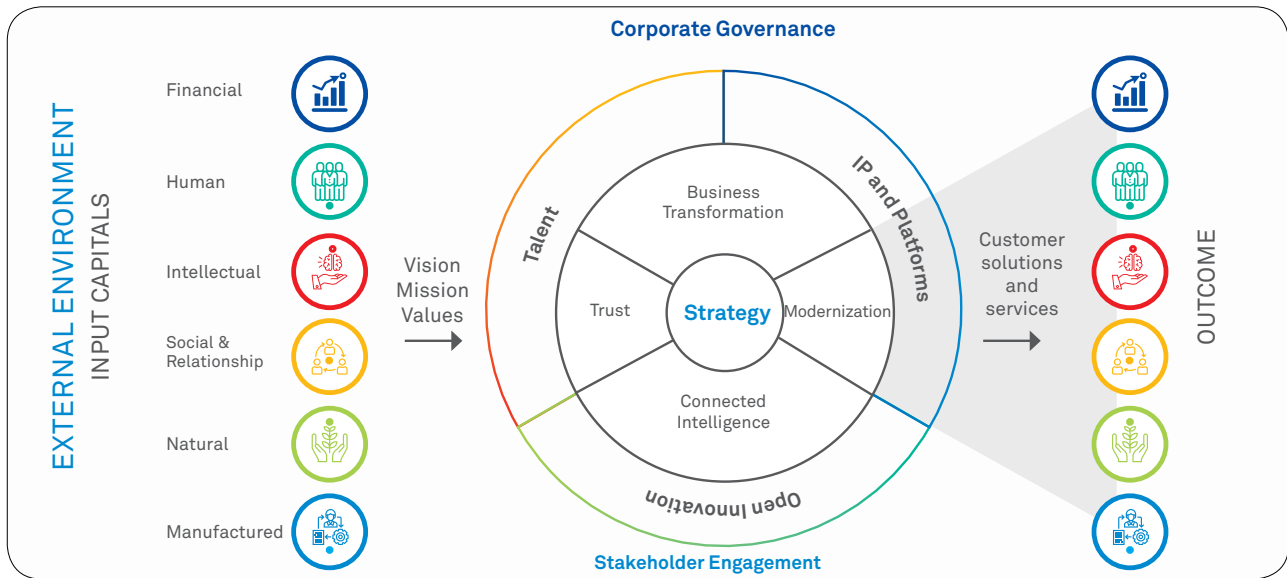 Corporate Governance
EXTERNAL ENVIRONMENT
INPUT CAPITALS
Financial
Human
Intellectual
Social &
Relationship
Natural
Manufactured
Vision
Mission
Values
Talent
IP and Platforms
Open Innovation
Business
Transformation
Trust
Strategy
Modernization
Connected
Intelligence
Stakeholder Engagement
Customer
solutions
and
services
OUTCOME